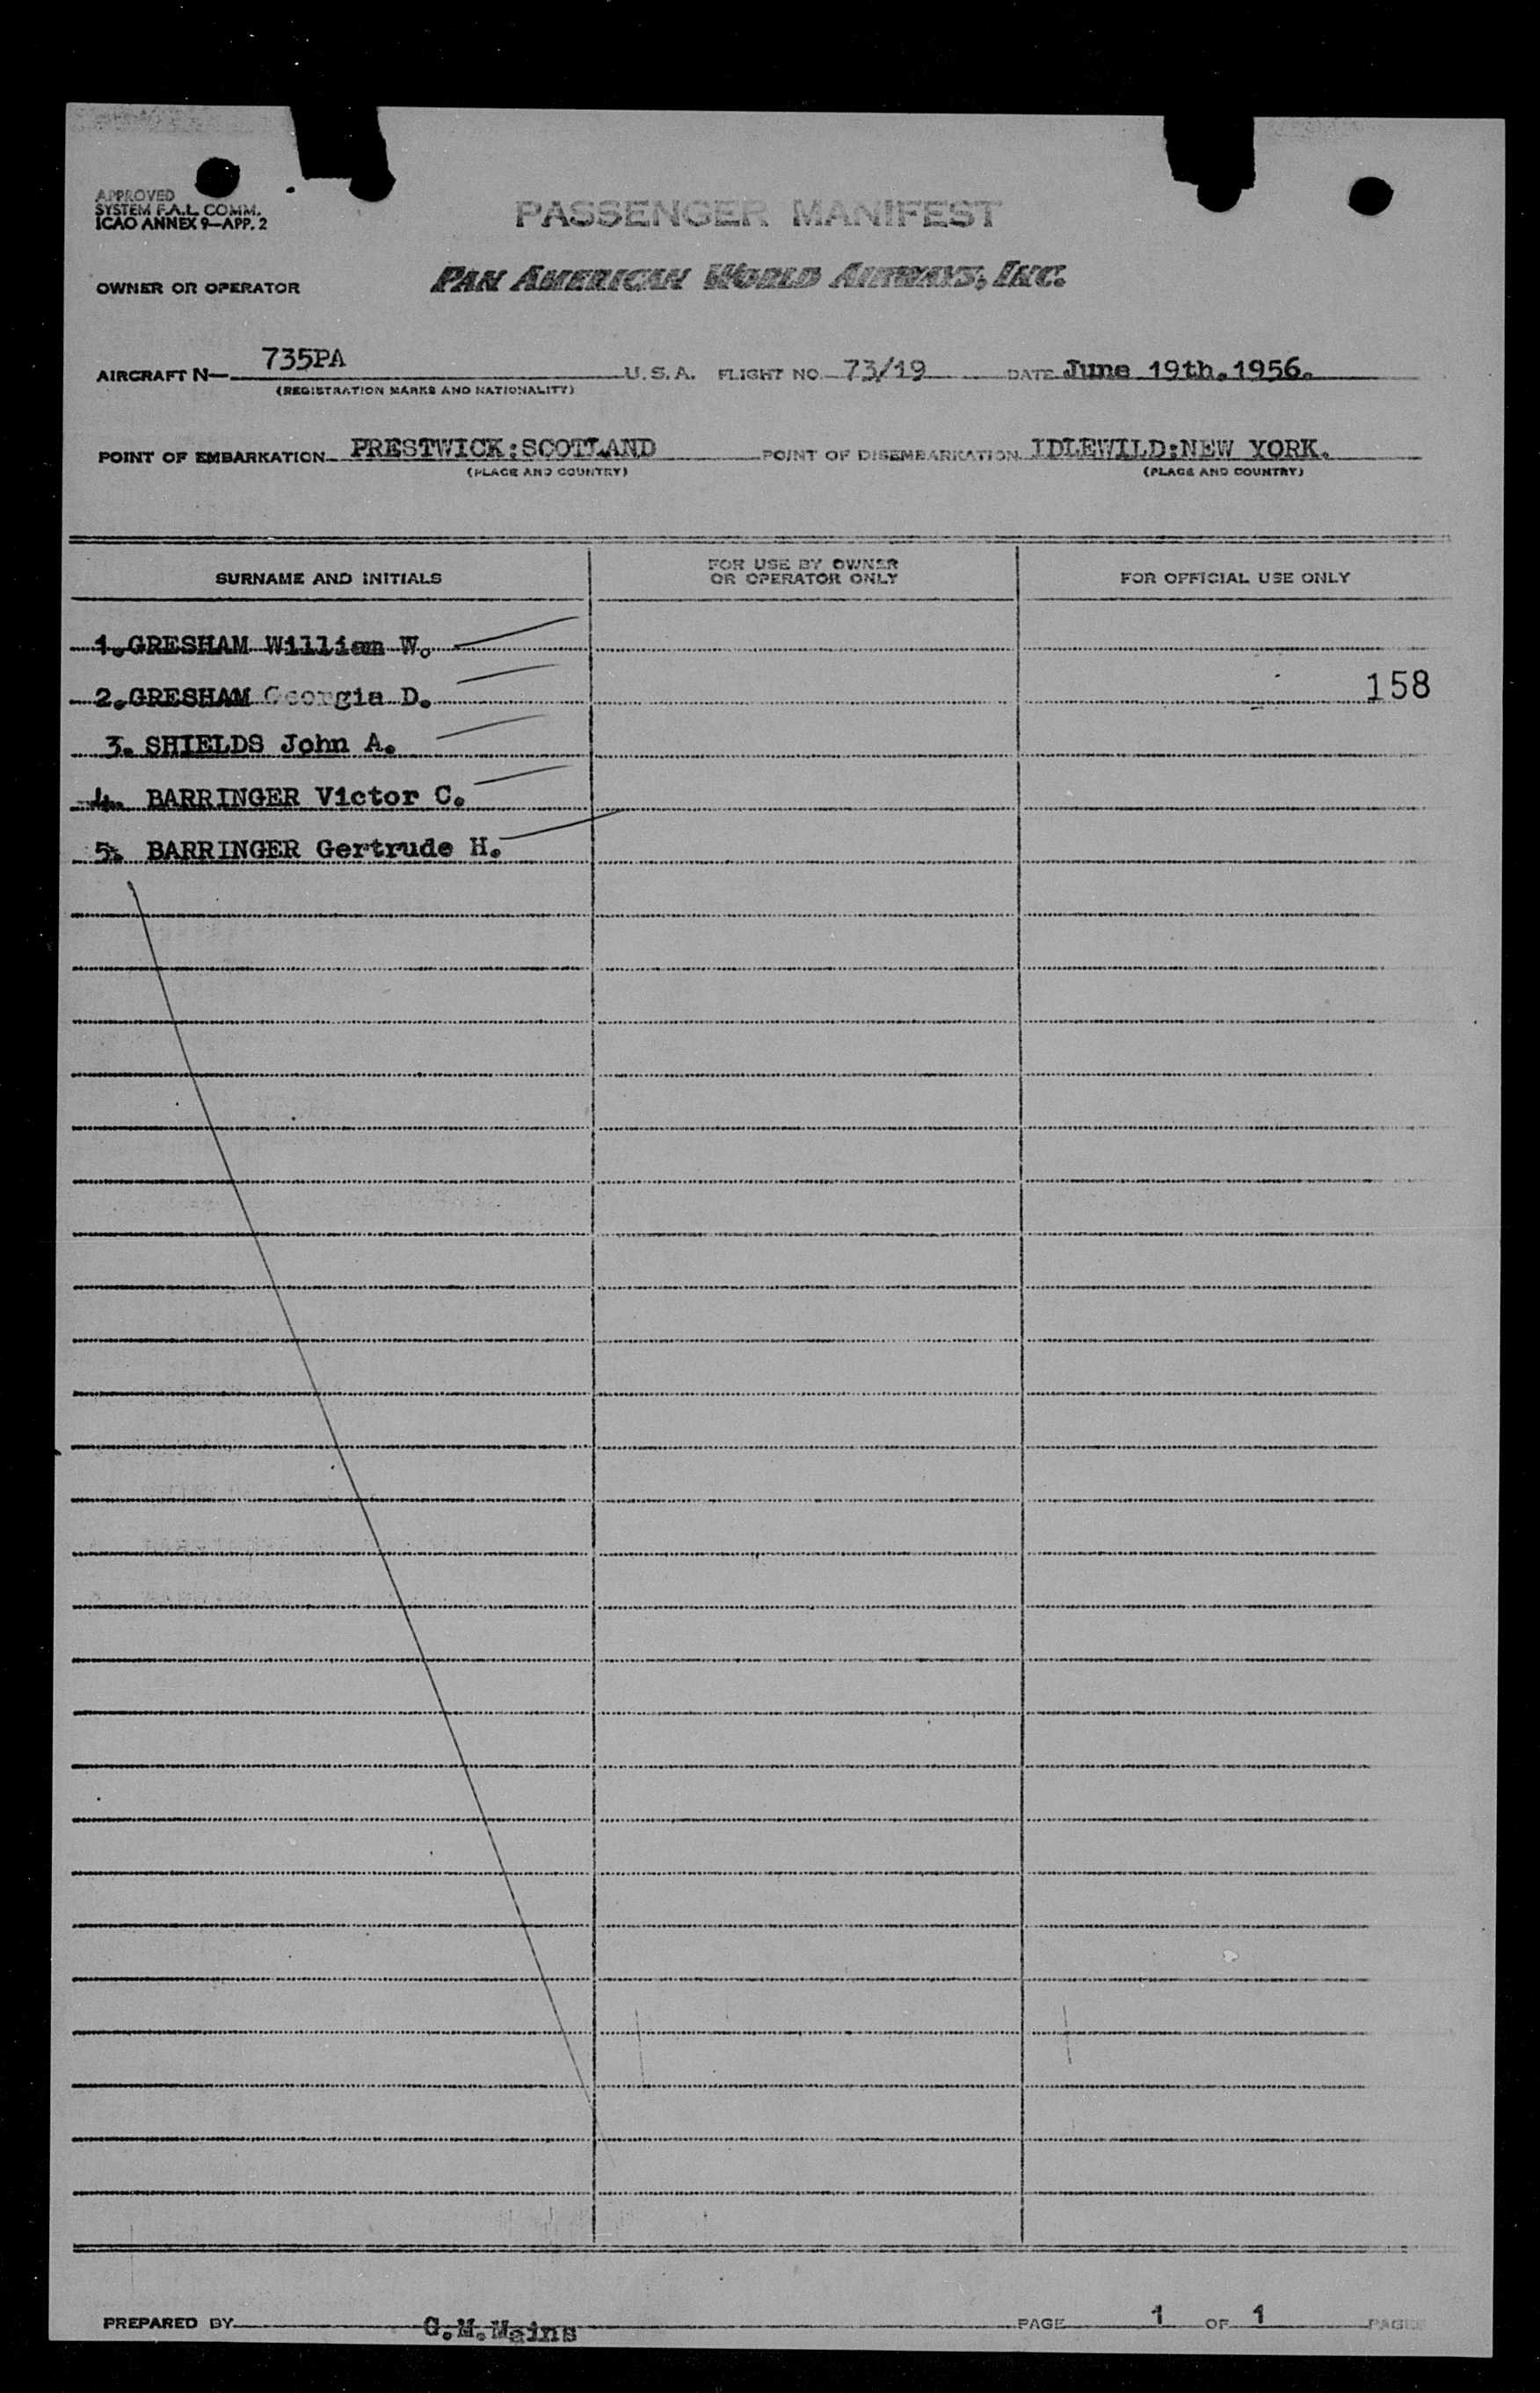 APPROVED
SYSTEM F.A.L. COMM.
ICAO ANNEX 9—APP. 2
PASSENGER MANIFEST
OWNER OR OPERATOR PAN AMERICAN WORLD AIRWAYS, INC.
AIRCRAFT N— 735PA U.S.A. FLIGHT NO. 73/19 DATE June 19th.1956.
(REGISTRATION MARKS AND NATIONALITY)
POINT OF EMBARKATION PRESTWICK:SCOTLAND POINT OF DISEMBARKATION IDLEWILD:NEW YORK.
(PLACE AND COUNTRY) (PLACE AND COUNTRY)
SURNAME AND INITIALS FOR USE BY OWNER OR OPERATOR ONLY FOR OFFICIAL USE ONLY
1.GRESHAM William W.
2.GRESHAM Georgia D. 158
3. SHIELDS John A.
4. BARRINGER Victor C.
5. BARRINGER Gertrude H.
PREPARED BY G.M.Mains PAGE 1 OF 1 PAGES